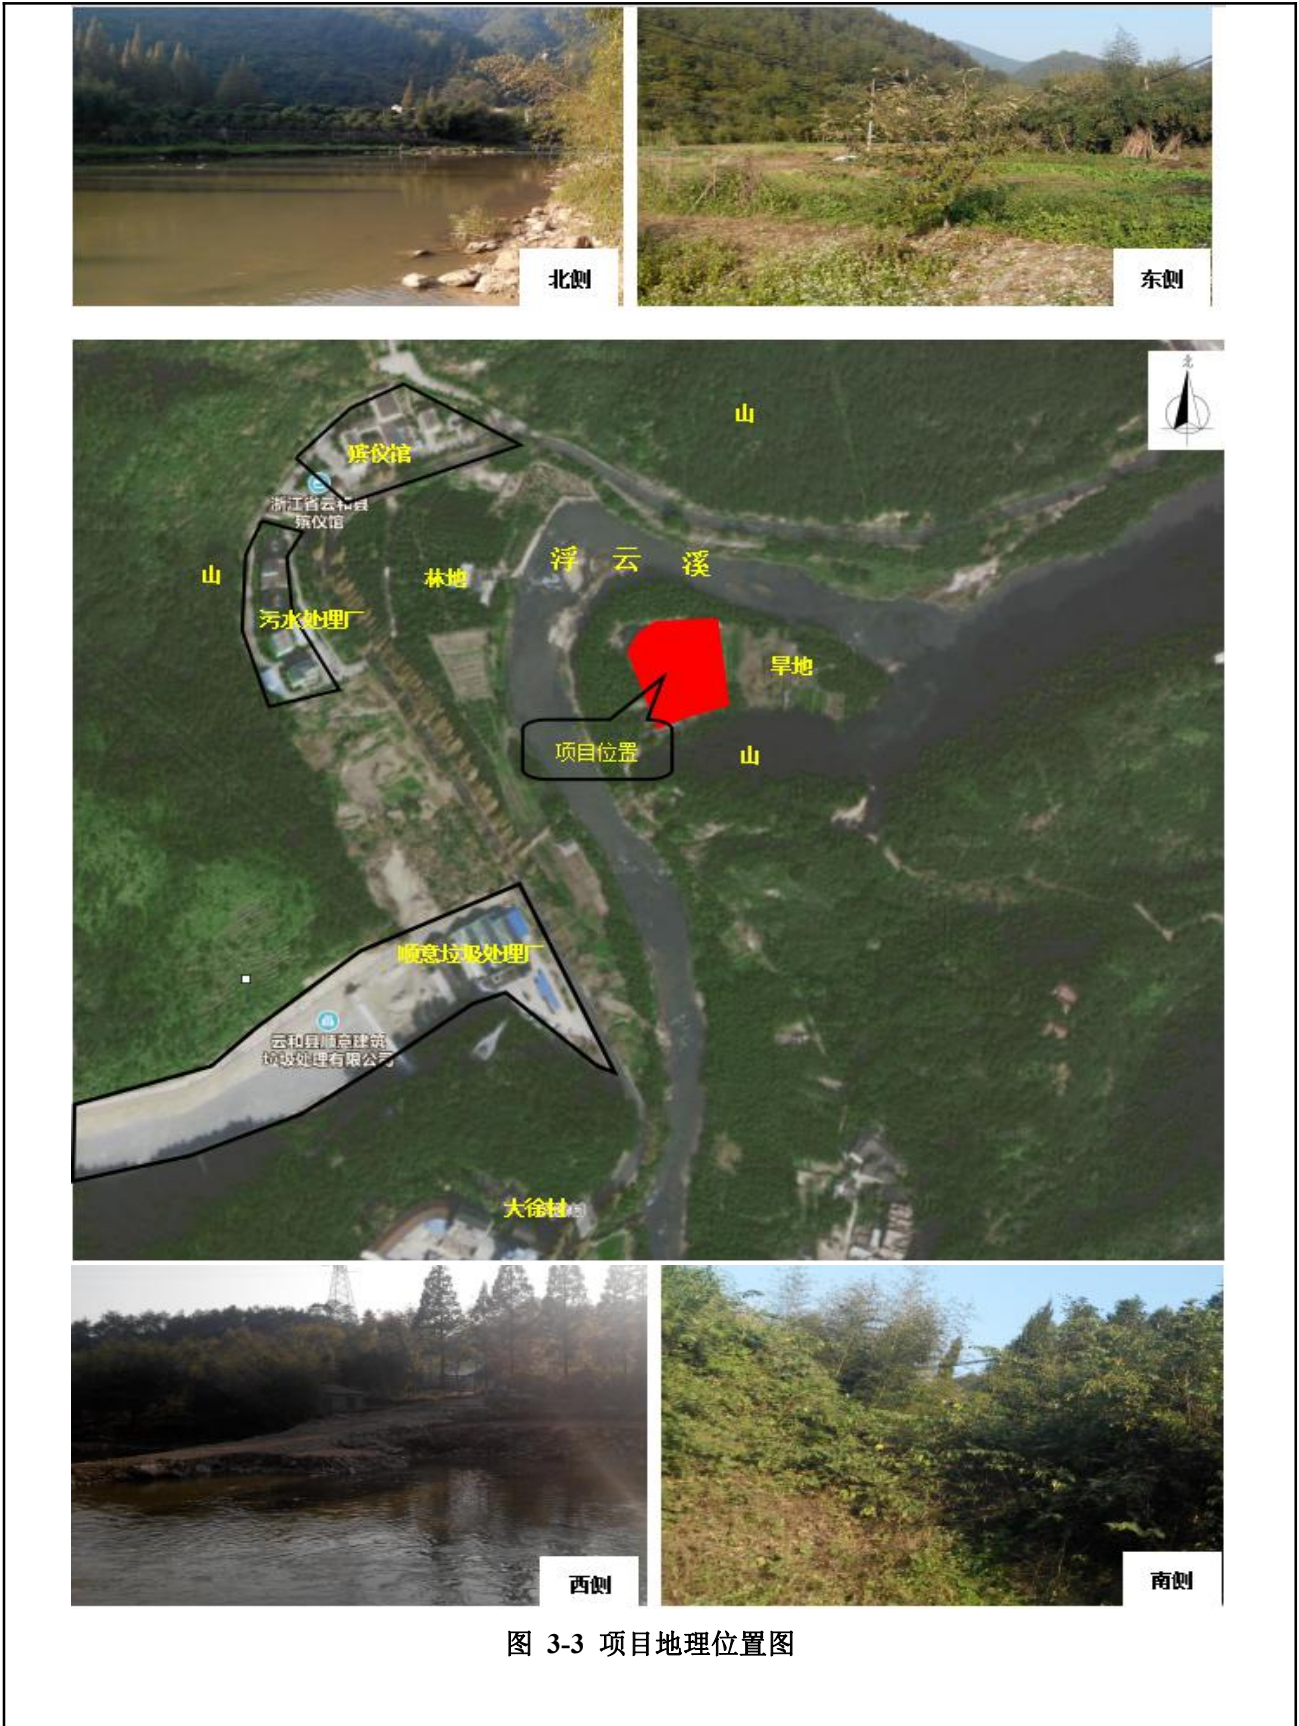 北侧
东侧
北
山
殡仪馆
浙江省云和县
殡仪馆
浮云溪
山
林地
污水处理厂
旱地
项目位置
山
顺意垃圾处理厂
云和县顺意建筑
垃圾处理有限公司
大徐村
西侧
南侧
图 3-3 项目地理位置图